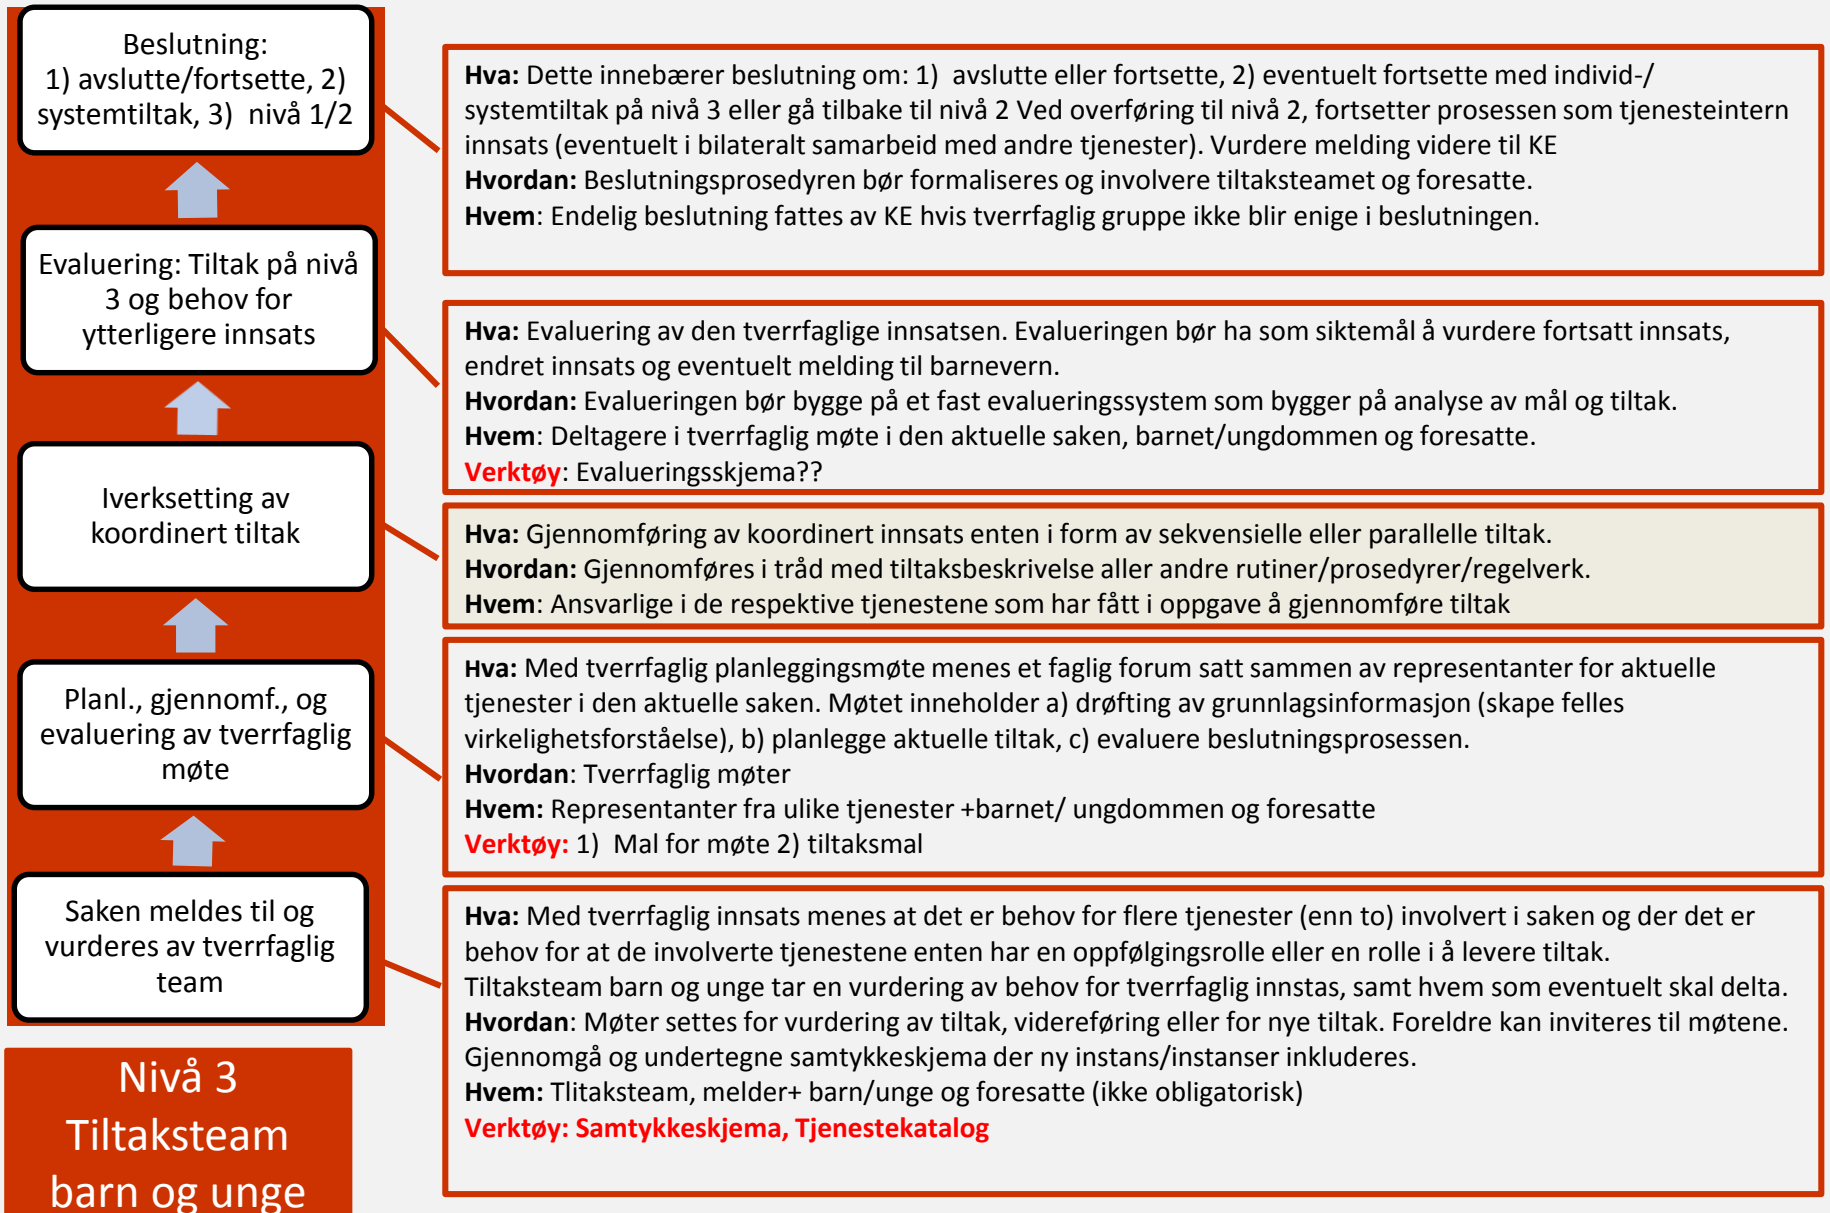 Beslutning:
1) avslutte/fortsette, 2)
systemtiltak, 3) nivå 1/2
Hva: Dette innebærer beslutning om: 1) avslutte eller fortsette, 2) eventuelt fortsette med individ-/
systemtiltak på nivå 3 eller gå tilbake til nivå 2 Ved overføring til nivå 2, fortsetter prosessen som tjenesteintern
innsats (eventuelt i bilateralt samarbeid med andre tjenester). Vurdere melding videre til KE
Hvordan: Beslutningsprosedyren bør formaliseres og involvere tiltaksteamet og foresatte.
Hvem: Endelig beslutning fattes av KE hvis tverrfaglig gruppe ikke blir enige i beslutningen.
Evaluering: Tiltak på nivå
3 og behov for
ytterligere innsats
Hva: Evaluering av den tverrfaglige innsatsen. Evalueringen bør ha som siktemål å vurdere fortsatt innsats,
endret innsats og eventuelt melding til barnevern.
Hvordan: Evalueringen bør bygge på et fast evalueringssystem som bygger på analyse av mål og tiltak.
Hvem: Deltagere i tverrfaglig møte i den aktuelle saken, barnet/ungdommen og foresatte.
Verktøy: Evalueringsskjema??
Iverksetting av
koordinert tiltak
Hva: Gjennomføring av koordinert innsats enten i form av sekvensielle eller parallelle tiltak.
Hvordan: Gjennomføres i tråd med tiltaksbeskrivelse aller andre rutiner/prosedyrer/regelverk.
Hvem: Ansvarlige i de respektive tjenestene som har fått i oppgave å gjennomføre tiltak
Planl., gjennomf., og
evaluering av tverrfaglig
møte
Hva: Med tverrfaglig planleggingsmøte menes et faglig forum satt sammen av representanter for aktuelle
tjenester i den aktuelle saken. Møtet inneholder a) drøfting av grunnlagsinformasjon (skape felles
virkelighetsforståelse), b) planlegge aktuelle tiltak, c) evaluere beslutningsprosessen.
Hvordan: Tverrfaglig møter
Hvem: Representanter fra ulike tjenester +barnet/ ungdommen og foresatte
Verktøy: 1) Mal for møte 2) tiltaksmal
Saken meldes til og
vurderes av tverrfaglig
team
Hva: Med tverrfaglig innsats menes at det er behov for flere tjenester (enn to) involvert i saken og der det er
behov for at de involverte tjenestene enten har en oppfølgingsrolle eller en rolle i å levere tiltak.
Tiltaksteam barn og unge tar en vurdering av behov for tverrfaglig innstas, samt hvem som eventuelt skal delta.
Hvordan: Møter settes for vurdering av tiltak, videreføring eller for nye tiltak. Foreldre kan inviteres til møtene.
Gjennomgå og undertegne samtykkeskjema der ny instans/instanser inkluderes.
Hvem: Tlitaksteam, melder+ barn/unge og foresatte (ikke obligatorisk)
Verktøy: Samtykkeskjema, Tjenestekatalog
Nivå 3
Tiltaksteam
barn og unge